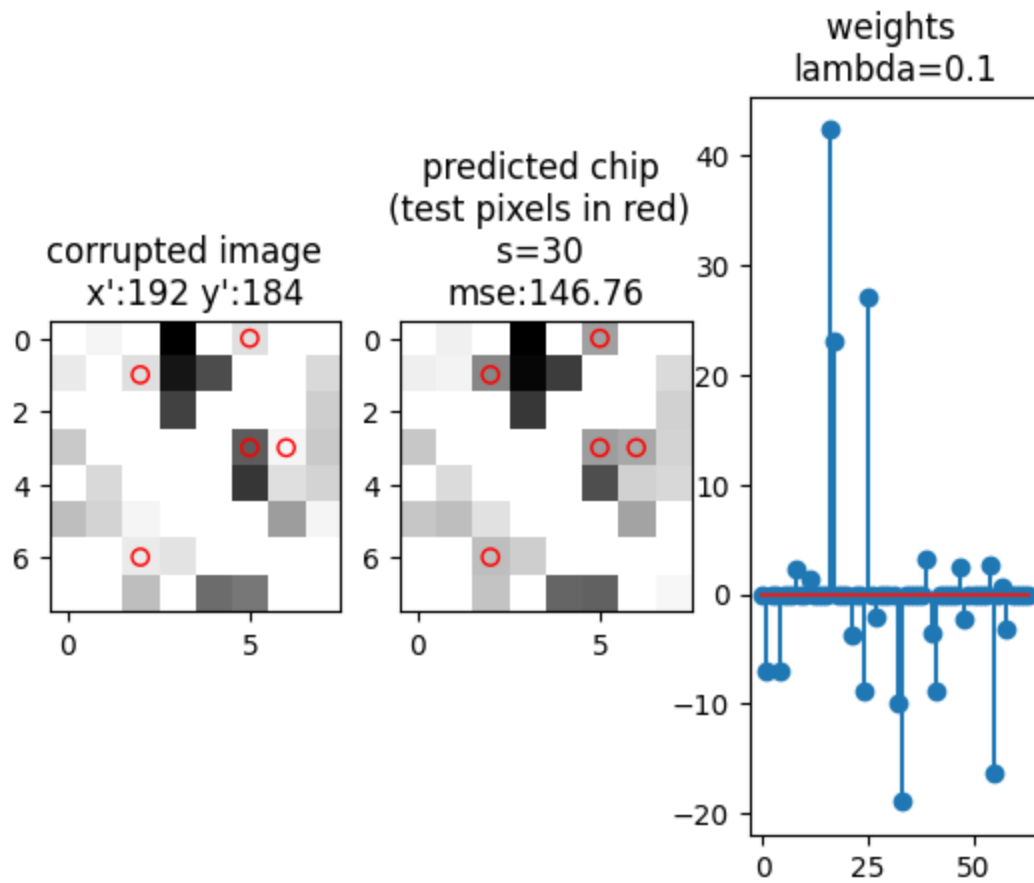 corrupted image
x':192 y':184
0
2
4
6
0
5
predicted chip
(test pixels in red)
s=30
mse:146.76
0
2
4
6
0
5
weights
lambda=0.1
40
30
20
10
0
−10
−20
0
25
50